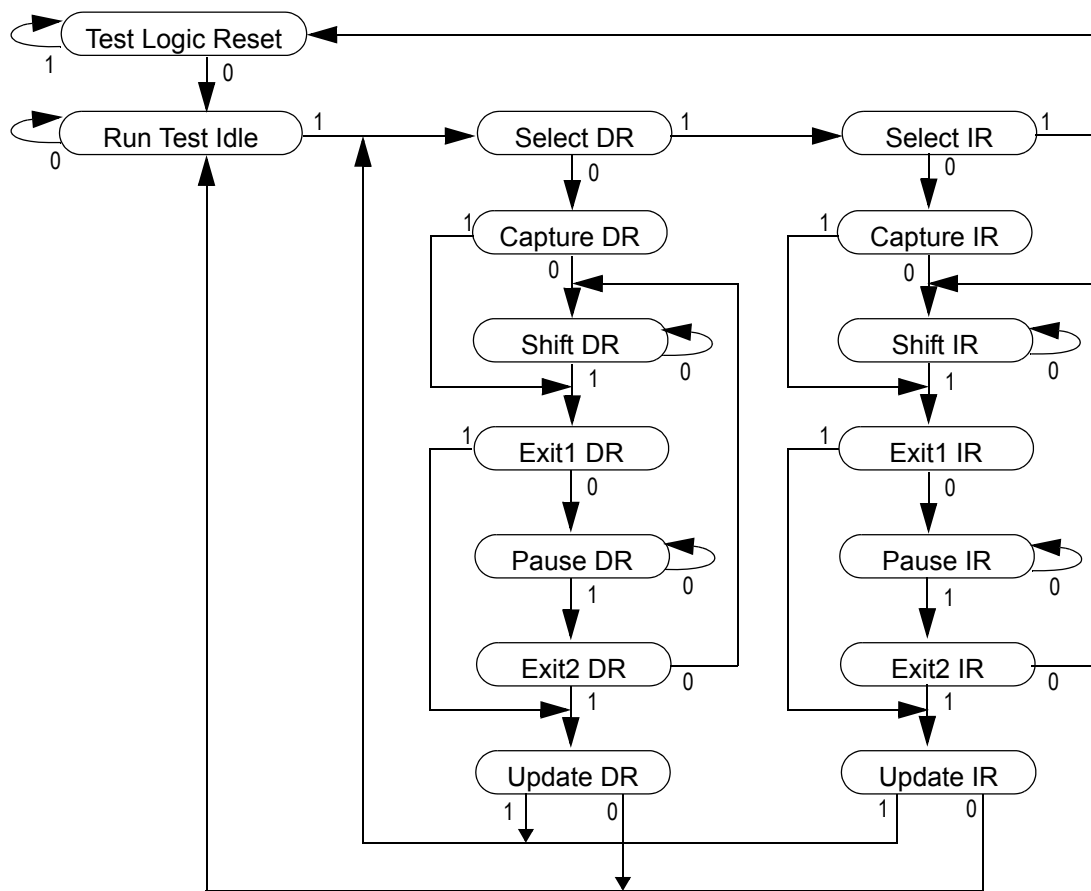 Test Logic Reset
1
0
Run Test Idle
0
1
Select DR
1
0
Select IR
1
0
Capture DR
1
0
Capture IR
1
0
Shift DR
0
1
Shift IR
0
1
Exit1 DR
1
0
Exit1 IR
1
0
Pause DR
0
1
Pause IR
0
1
Exit2 DR
0
1
Exit2 IR
0
1
Update DR
1
0
Update IR
1
0